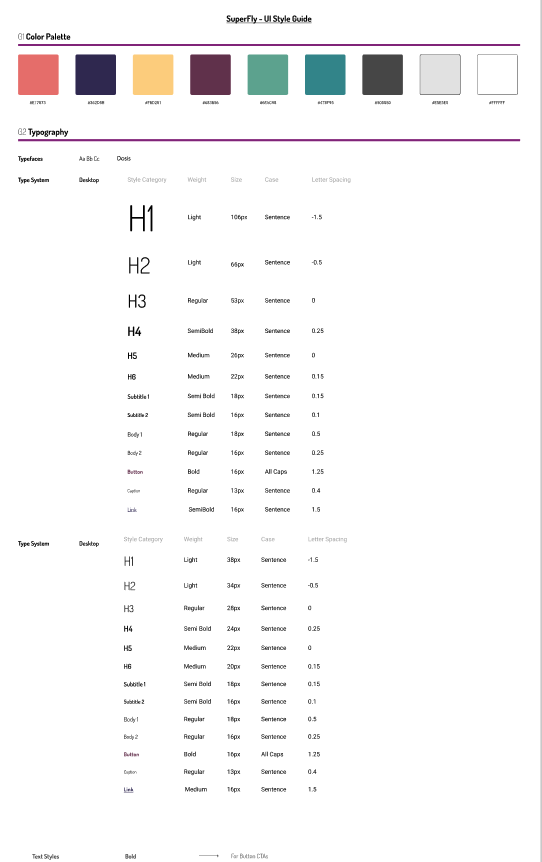 SuperFly – UI Style Guide
01 Color Palette
02 Typography
Typefaces Aa Bb Cc Dosis
Type System Desktop Style Category Weight Size Case Letter Spacing
H1 Light 106px Sentence -1.5
H2 Light 66px Sentence -0.5
H3 Regular 53px Sentence 0
H4 SemiBold 38px Sentence 0.25
H5 Medium 26px Sentence 0
H6 Medium 22px Sentence 0.15
Subtitle 1 Semi Bold 18px Sentence 0.15
Subtitle 2 Semi Bold 16px Sentence 0.1
Body 1 Regular 18px Sentence 0.5
Body 2 Regular 16px Sentence 0.25
Button Bold 16px All Caps 1.25
Caption Regular 13px Sentence 0.4
Link SemiBold 16px Sentence 1.5
Type System Desktop Style Category Weight Size Case Letter Spacing
H1 Light 38px Sentence -1.5
H2 Light 34px Sentence -0.5
H3 Regular 28px Sentence 0
H4 Semi Bold 24px Sentence 0.25
H5 Medium 22px Sentence 0
H6 Medium 20px Sentence 0.15
Subtitle 1 Semi Bold 18px Sentence 0.15
Subtitle 2 Semi Bold 16px Sentence 0.1
Body 1 Regular 18px Sentence 0.5
Body 2 Regular 16px Sentence 0.25
Button Bold 16px All Caps 1.25
Caption Regular 13px Sentence 0.4
Link Medium 16px Sentence 1.5
Text Styles Bold For Button CTAs